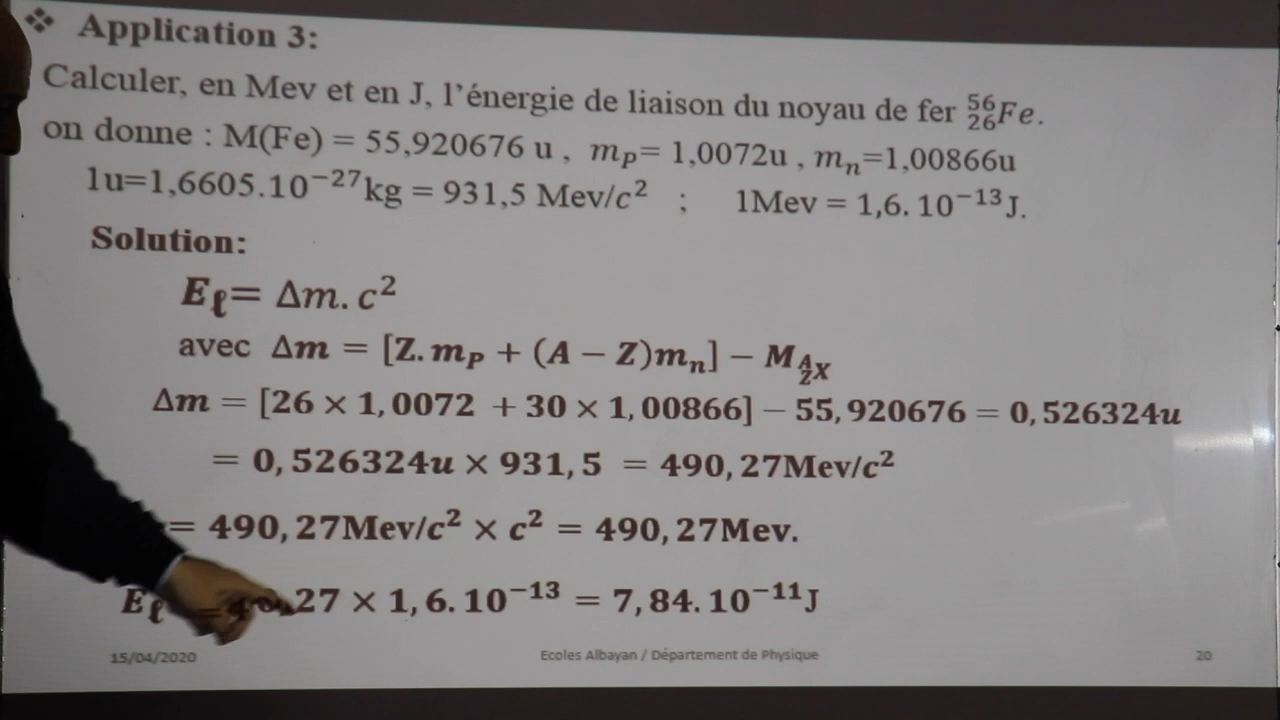 ❖ Application 3:
Calculer, en Mev et en J, l'énergie de liaison du noyau de fer ⁵⁶₂₆Fe.
on donne : M(Fe) = 55,920676 u , mₚ= 1,0072u , mₙ=1,00866u
1u=1,6605.10⁻²⁷kg = 931,5 Mev/c² ; 1Mev = 1,6. 10⁻¹³J.
Solution:
Eℓ= Δm. c²
avec Δm = [Z. m_P + (A − Z)mₙ] − M_{^A_Z X}
Δm = [26 × 1, 0072 + 30 × 1, 00866] − 55, 920676 = 0, 526324u
= 0, 526324u × 931, 5 = 490, 27Mev/c²
= 490, 27Mev/c² × c² = 490, 27Mev.
Eℓ = 27 × 1, 6. 10⁻¹³ = 7, 84. 10⁻¹¹J
15/04/2020 Ecoles Albayan / Département de Physique 20